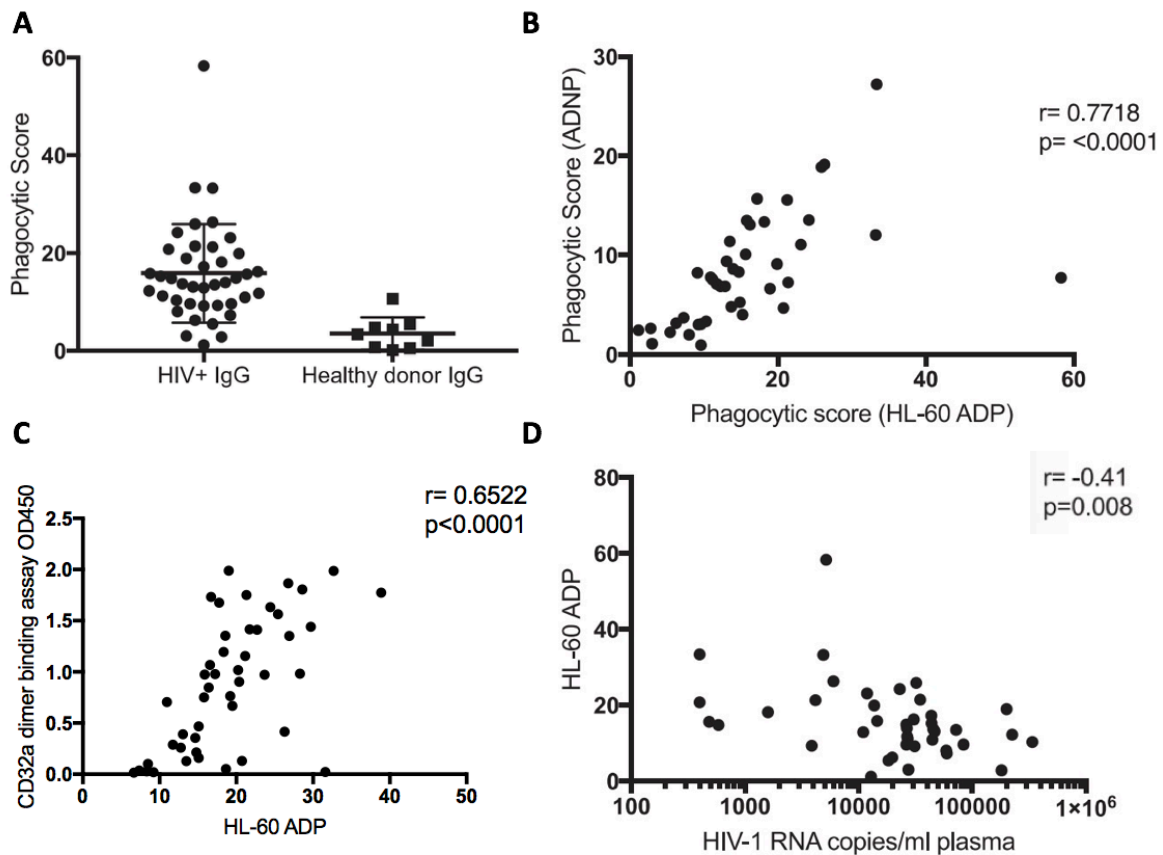 A
Phagocytic Score
60
40
20
0
HIV+ IgG
Healthy donor IgG
B
Phagocytic Score (ADNP)
30
20
10
0
0
20
40
60
Phagocytic score (HL-60 ADP)
r= 0.7718
p= <0.0001
C
CD32a dimer binding assay OD450
2.5
2.0
1.5
1.0
0.5
0.0
0
10
20
30
40
50
HL-60 ADP
r= 0.6522
p<0.0001
D
HL-60 ADP
80
60
40
20
0
100
1000
10000
100000
1×10⁶
HIV-1 RNA copies/ml plasma
r= -0.41
p=0.008